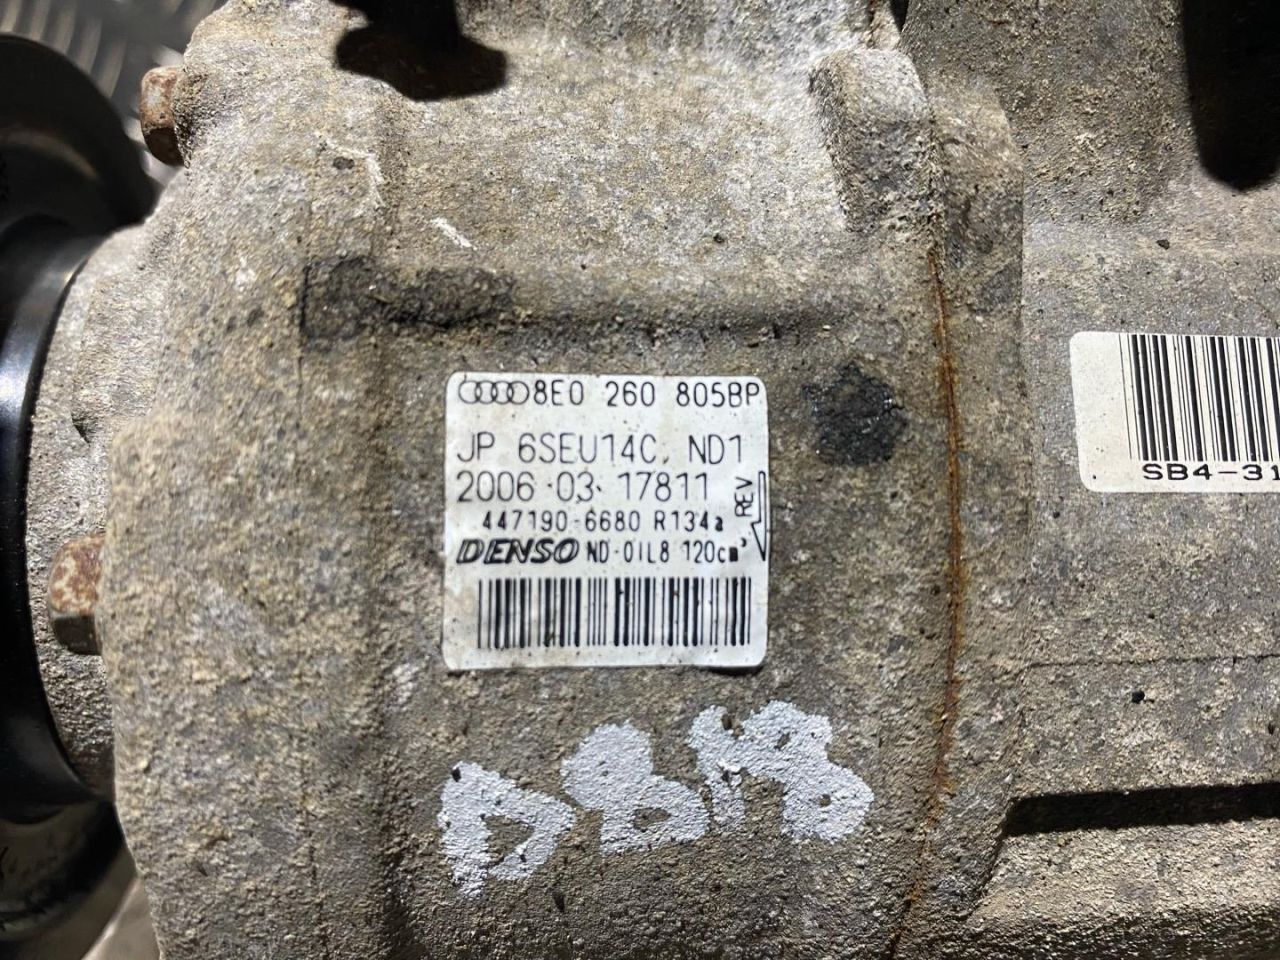 8E0 260 805BP
JP 6SEU14C ND1
2006 03 17811
REV
447190-6680 R134a
DENSO ND-OIL8 120cm³
SB4-31